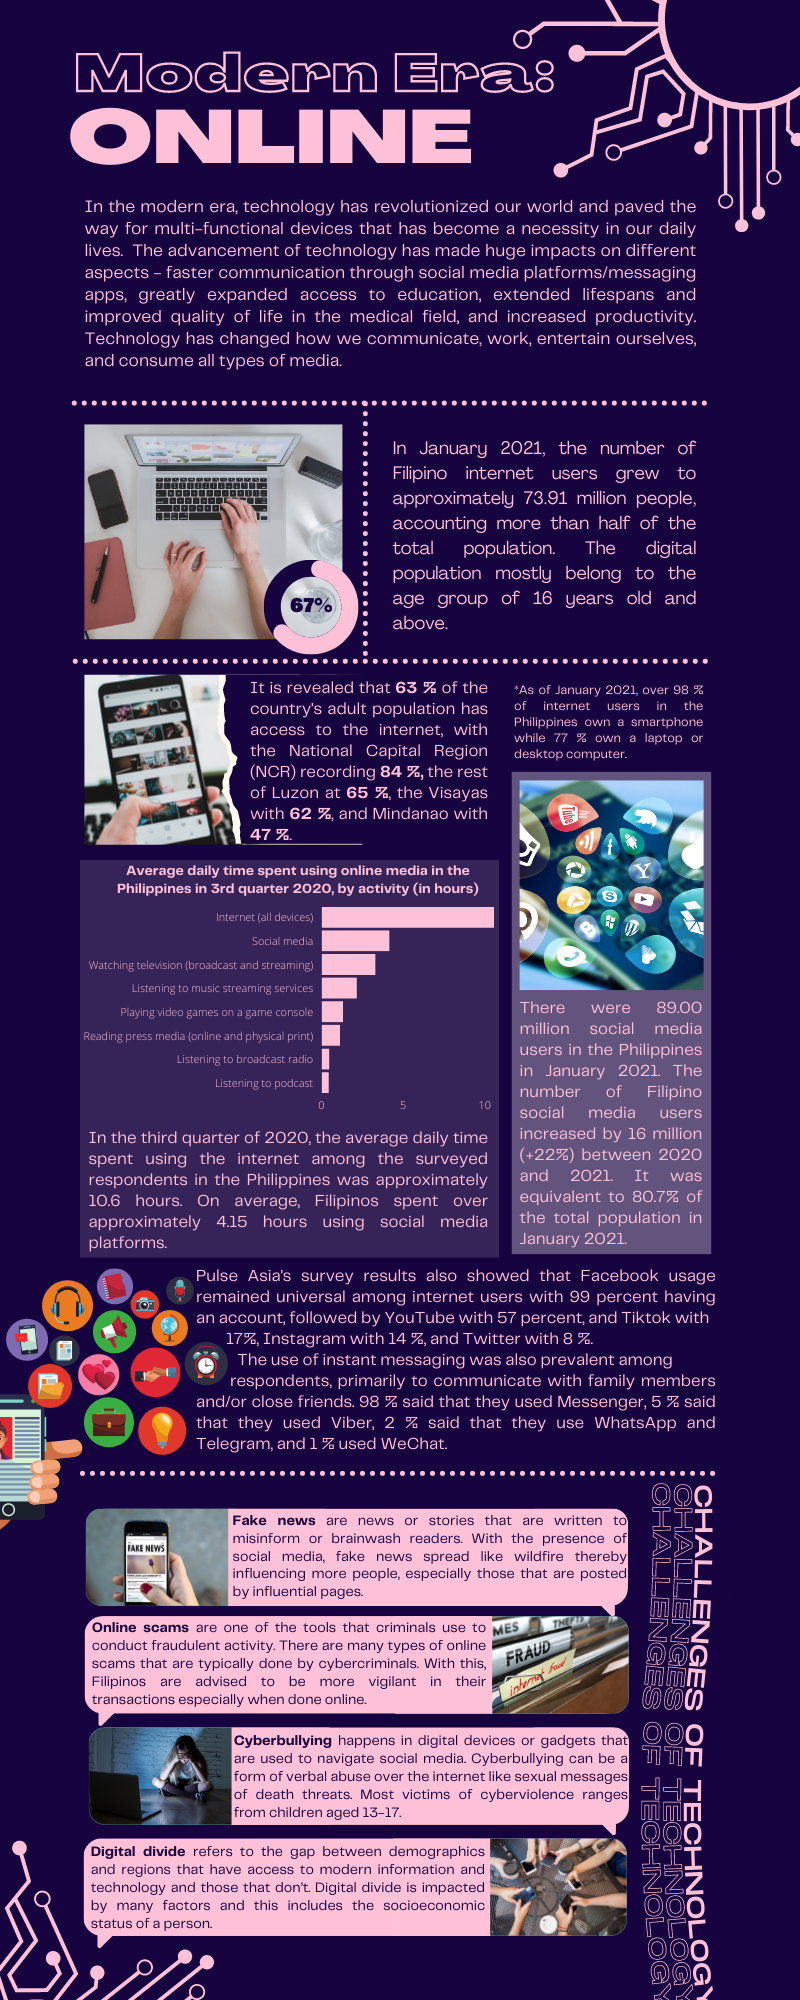 Modern Era:
ONLINE
In the modern era, technology has revolutionized our world and paved the
way for multi-functional devices that has become a necessity in our daily
lives. The advancement of technology has made huge impacts on different
aspects - faster communication through social media platforms/messaging
apps, greatly expanded access to education, extended lifespans and
improved quality of life in the medical field, and increased productivity.
Technology has changed how we communicate, work, entertain ourselves,
and consume all types of media.
67%
In January 2021, the number of
Filipino internet users grew to
approximately 73.91 million people,
accounting more than half of the
total population. The digital
population mostly belong to the
age group of 16 years old and
above.
It is revealed that 63 % of the
country's adult population has
access to the internet, with
the National Capital Region
(NCR) recording 84 %, the rest
of Luzon at 65 %, the Visayas
with 62 %, and Mindanao with
47 %.
*As of January 2021, over 98 %
of internet users in the
Philippines own a smartphone
while 77 % own a laptop or
desktop computer.
Average daily time spent using online media in the
Philippines in 3rd quarter 2020, by activity (in hours)
Internet (all devices)
Social media
Watching television (broadcast and streaming)
Listening to music streaming services
Playing video games on a game console
Reading press media (online and physical print)
Listening to broadcast radio
Listening to podcast
0 5 10
In the third quarter of 2020, the average daily time
spent using the internet among the surveyed
respondents in the Philippines was approximately
10.6 hours. On average, Filipinos spent over
approximately 4.15 hours using social media
platforms.
There were 89.00
million social media
users in the Philippines
in January 2021. The
number of Filipino
social media users
increased by 16 million
(+22%) between 2020
and 2021. It was
equivalent to 80.7% of
the total population in
January 2021.
Pulse Asia's survey results also showed that Facebook usage
remained universal among internet users with 99 percent having
an account, followed by YouTube with 57 percent, and Tiktok with
17%, Instagram with 14 %, and Twitter with 8 %.
The use of instant messaging was also prevalent among
respondents, primarily to communicate with family members
and/or close friends. 98 % said that they used Messenger, 5 % said
that they used Viber, 2 % said that they use WhatsApp and
Telegram, and 1 % used WeChat.
CHALLENGES OF TECHNOLOGY
CHALLENGES OF TECHNOLOGY
CHALLENGES OF TECHNOLOGY
FAKE NEWS
Fake news are news or stories that are written to
misinform or brainwash readers. With the presence of
social media, fake news spread like wildfire thereby
influencing more people, especially those that are posted
by influential pages.
Online scams are one of the tools that criminals use to
conduct fraudulent activity. There are many types of online
scams that are typically done by cybercriminals. With this,
Filipinos are advised to be more vigilant in their
transactions especially when done online.
MES THEFTS
FRAUD
internet fraud
Cyberbullying happens in digital devices or gadgets that
are used to navigate social media. Cyberbullying can be a
form of verbal abuse over the internet like sexual messages
of death threats. Most victims of cyberviolence ranges
from children aged 13-17.
Digital divide refers to the gap between demographics
and regions that have access to modern information and
technology and those that don't. Digital divide is impacted
by many factors and this includes the socioeconomic
status of a person.